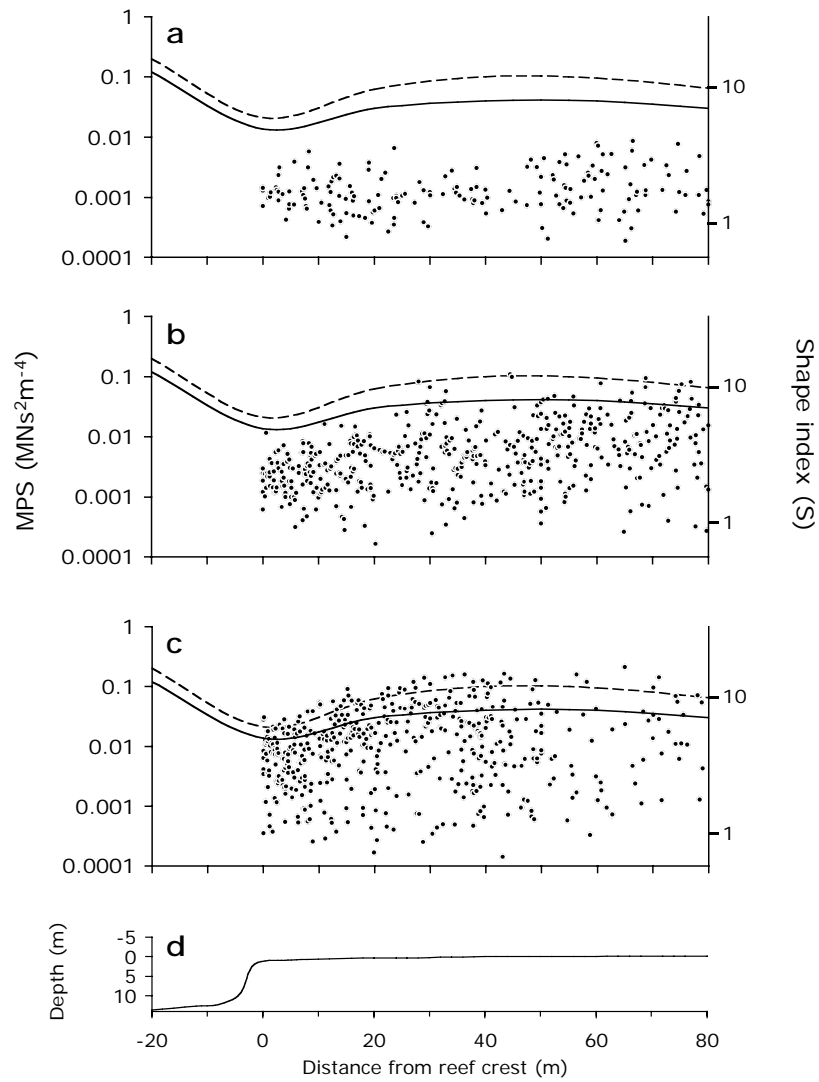 a
1
0.1
0.01
0.001
0.0001
10
1
b
1
0.1
0.01
0.001
0.0001
10
1
MPS (MNs²m⁻⁴)
Shape index (S)
c
1
0.1
0.01
0.001
0.0001
10
1
d
-5
0
5
10
Depth (m)
-20 0 20 40 60 80
Distance from reef crest (m)